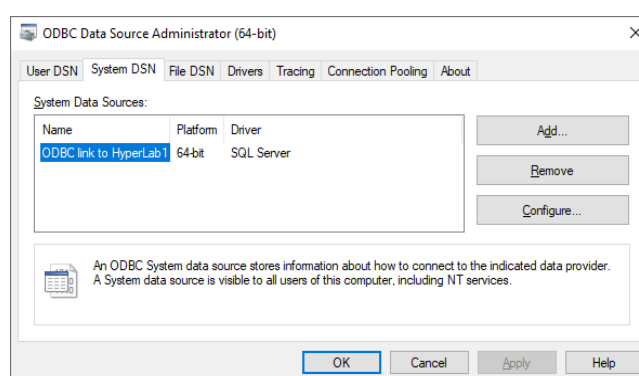 ODBC Data Source Administrator (64-bit)
User DSN System DSN File DSN Drivers Tracing Connection Pooling About
System Data Sources:
Name Platform Driver
ODBC link to HyperLab1 64-bit SQL Server
Add...
Remove
Configure...
An ODBC System data source stores information about how to connect to the indicated data provider.
A System data source is visible to all users of this computer, including NT services.
OK Cancel Apply Help